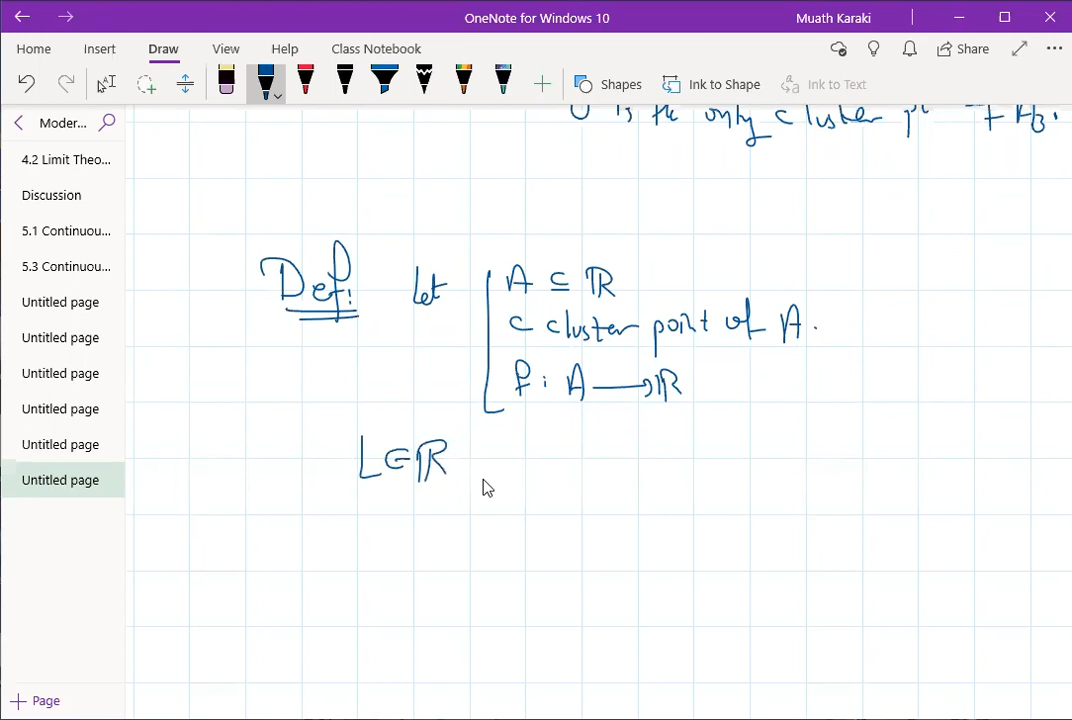 OneNote for Windows 10
Muath Karaki
Home Insert Draw View Help Class Notebook
Share
Shapes Ink to Shape Ink to Text
Moder...
4.2 Limit Theo...
Discussion
5.1 Continuou...
5.3 Continuou...
Untitled page
Untitled page
Untitled page
Untitled page
Untitled page
Untitled page
Page
0 is the only cluster
Def: Let A ⊆ ℝ
c cluster point of A.
f : A ⟶ ℝ
L ∈ ℝ